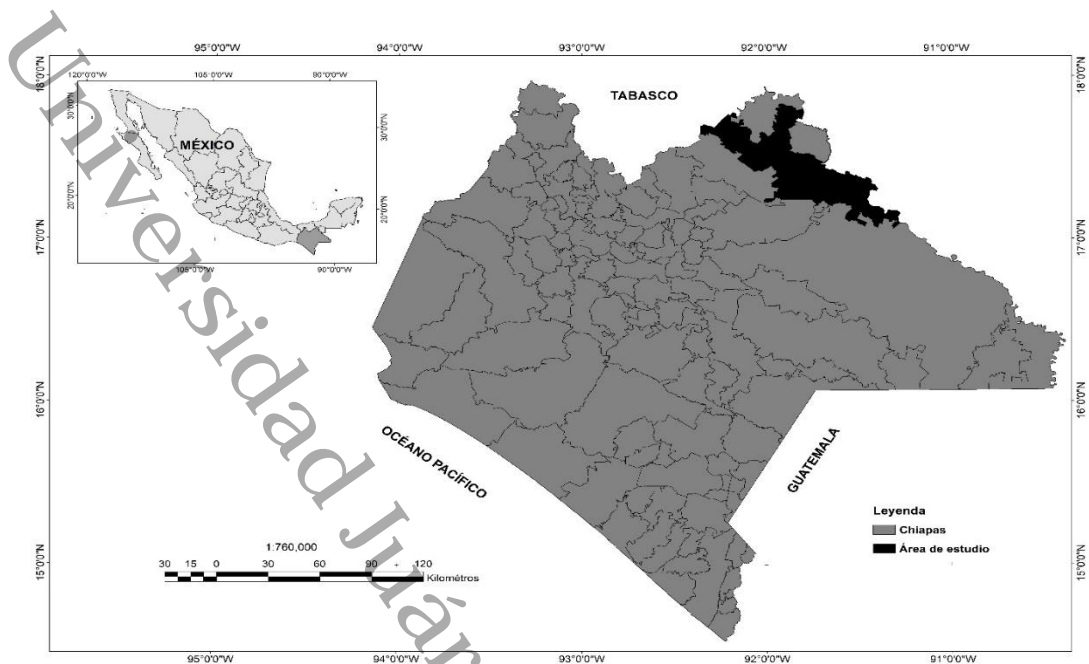 95°0'0"W 94°0'0"W 93°0'0"W 92°0'0"W 91°0'0"W
120°0'0"W 105°0'0"W 90°0'0"W
MÉXICO
30°0'0"N 30°0'0"N
20°0'0"N 20°0'0"N
105°0'0"W 90°0'0"W
18°0'0"N 18°0'0"N
17°0'0"N 17°0'0"N
16°0'0"N 16°0'0"N
15°0'0"N 15°0'0"N
TABASCO
OCÉANO PACÍFICO
GUATEMALA
Leyenda
Chiapas
Área de estudio
1:760,000
30 15 0 30 60 90 120
Kilométros
95°0'0"W 94°0'0"W 93°0'0"W 92°0'0"W 91°0'0"W
Universidad Juár